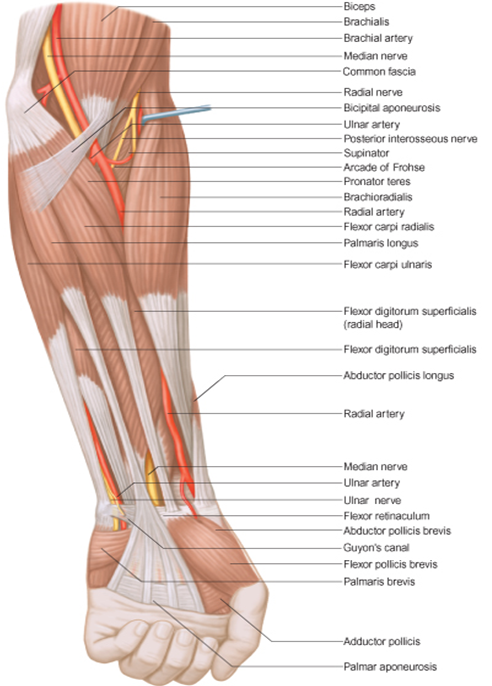 Biceps
Brachialis
Brachial artery
Median nerve
Common fascia
Radial nerve
Bicipital aponeurosis
Ulnar artery
Posterior interosseous nerve
Supinator
Arcade of Frohse
Pronator teres
Brachioradialis
Radial artery
Flexor carpi radialis
Palmaris longus
Flexor carpi ulnaris
Flexor digitorum superficialis
(radial head)
Flexor digitorum superficialis
Abductor pollicis longus
Radial artery
Median nerve
Ulnar artery
Ulnar nerve
Flexor retinaculum
Abductor pollicis brevis
Guyon's canal
Flexor pollicis brevis
Palmaris brevis
Adductor pollicis
Palmar aponeurosis